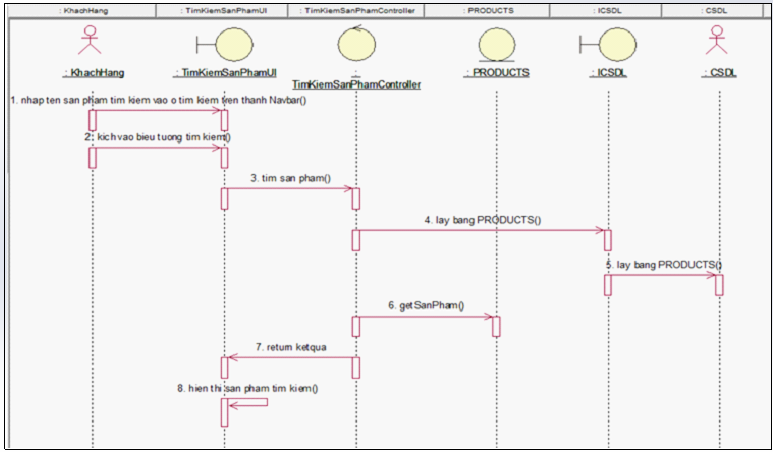 : KhachHang
: TimKiemSanPhamUI
: TimKiemSanPhamController
: PRODUCTS
: ICSDL
: CSDL
: KhachHang
: TimKiemSanPhamUI
:
TimKiemSanPhamController
: PRODUCTS
: ICSDL
: CSDL
1. nhap ten san pham tim kiem vao o tim kiem tren thanh Navbar()
2. kich vao bieu tuong tim kiem()
3. tim san pham()
4. lay bang PRODUCTS()
5. lay bang PRODUCTS()
6. getSanPham()
7. return ketqua
8. hien thi san pham tim kiem()